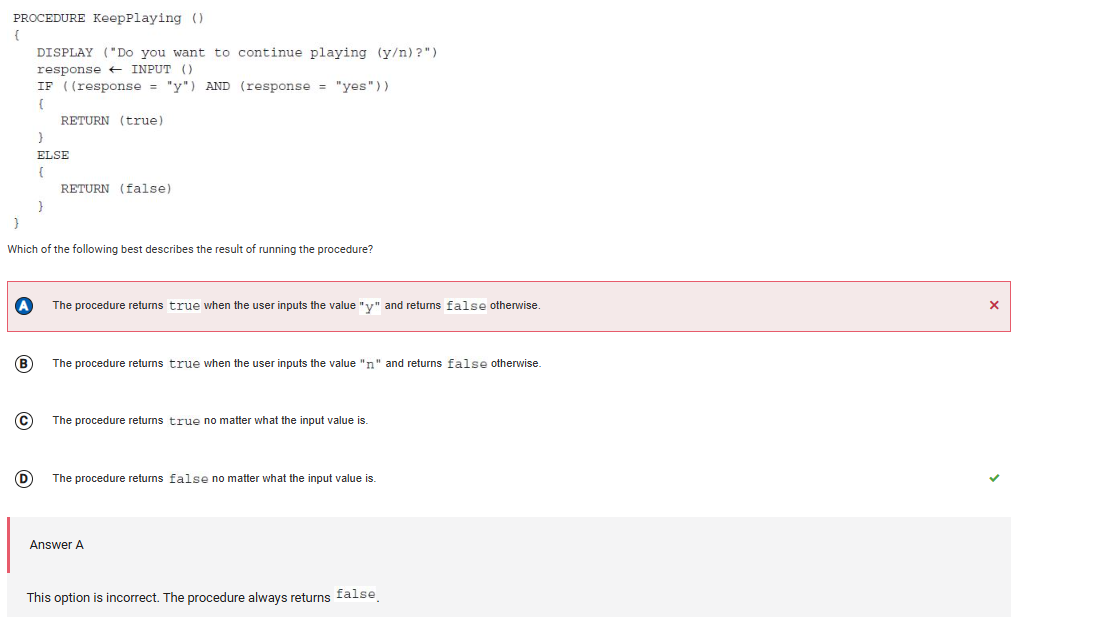 PROCEDURE KeepPlaying ()
{
DISPLAY ("Do you want to continue playing (y/n)?")
response ← INPUT ()
IF ((response = "y") AND (response = "yes"))
{
RETURN (true)
}
ELSE
{
RETURN (false)
}
}
Which of the following best describes the result of running the procedure?
A The procedure returns true when the user inputs the value "y" and returns false otherwise.
B The procedure returns true when the user inputs the value "n" and returns false otherwise.
C The procedure returns true no matter what the input value is.
D The procedure returns false no matter what the input value is.
Answer A
This option is incorrect. The procedure always returns false.